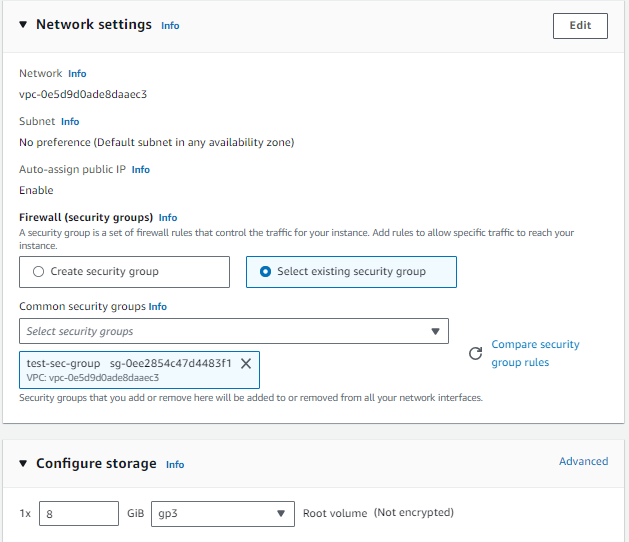 Network settings Info Edit
Network Info
vpc-0e5d9d0ade8daaec3
Subnet Info
No preference (Default subnet in any availability zone)
Auto-assign public IP Info
Enable
Firewall (security groups) Info
A security group is a set of firewall rules that control the traffic for your instance. Add rules to allow specific traffic to reach your
instance.
Create security group Select existing security group
Common security groups Info
Select security groups
Compare security
group rules
test-sec-group sg-0ee2854c47d4483f1
VPC: vpc-0e5d9d0ade8daaec3
Security groups that you add or remove here will be added to or removed from all your network interfaces.
Configure storage Info Advanced
1x 8 GiB gp3 Root volume (Not encrypted)